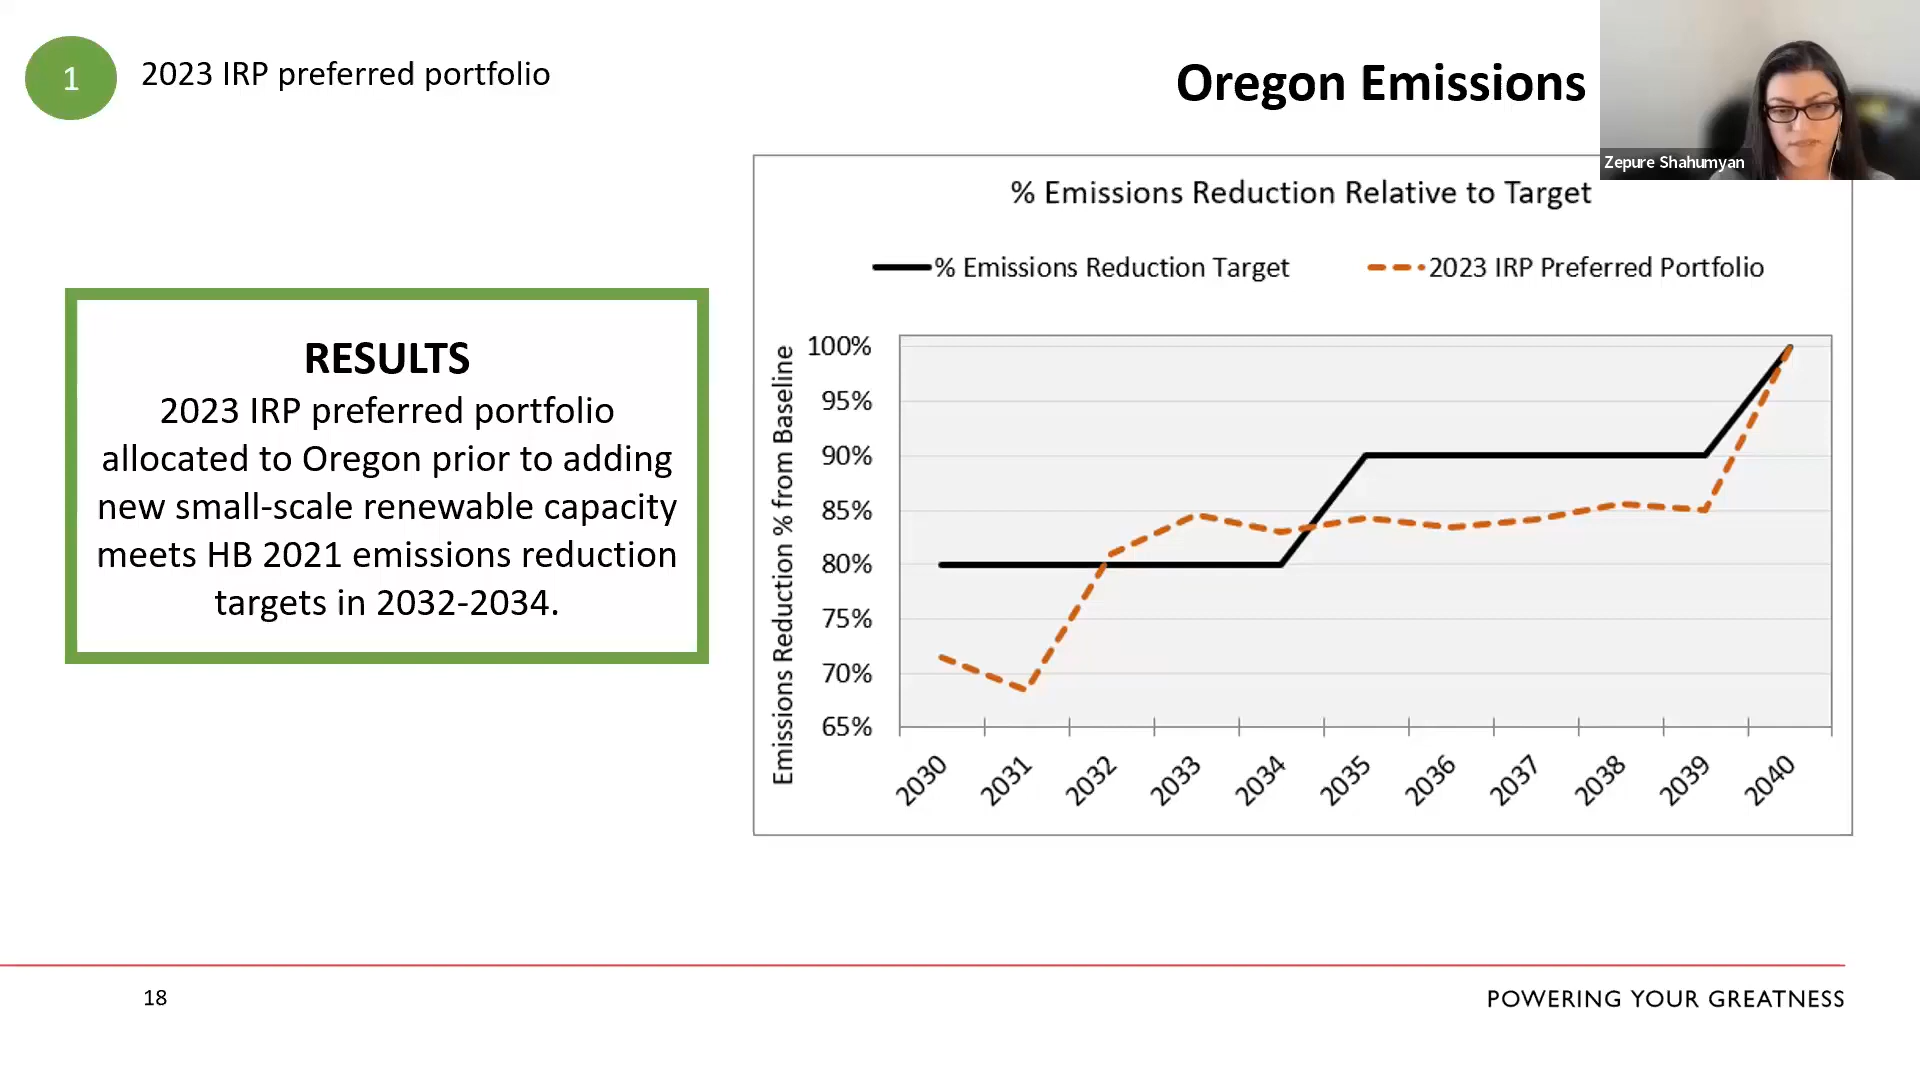 1
2023 IRP preferred portfolio
Oregon Emissions
Zepure Shahumyan
RESULTS
2023 IRP preferred portfolio
allocated to Oregon prior to adding
new small-scale renewable capacity
meets HB 2021 emissions reduction
targets in 2032-2034.
% Emissions Reduction Relative to Target
% Emissions Reduction Target
2023 IRP Preferred Portfolio
Emissions Reduction % from Baseline
100%
95%
90%
85%
80%
75%
70%
65%
2030
2031
2032
2033
2034
2035
2036
2037
2038
2039
2040
18
POWERING YOUR GREATNESS